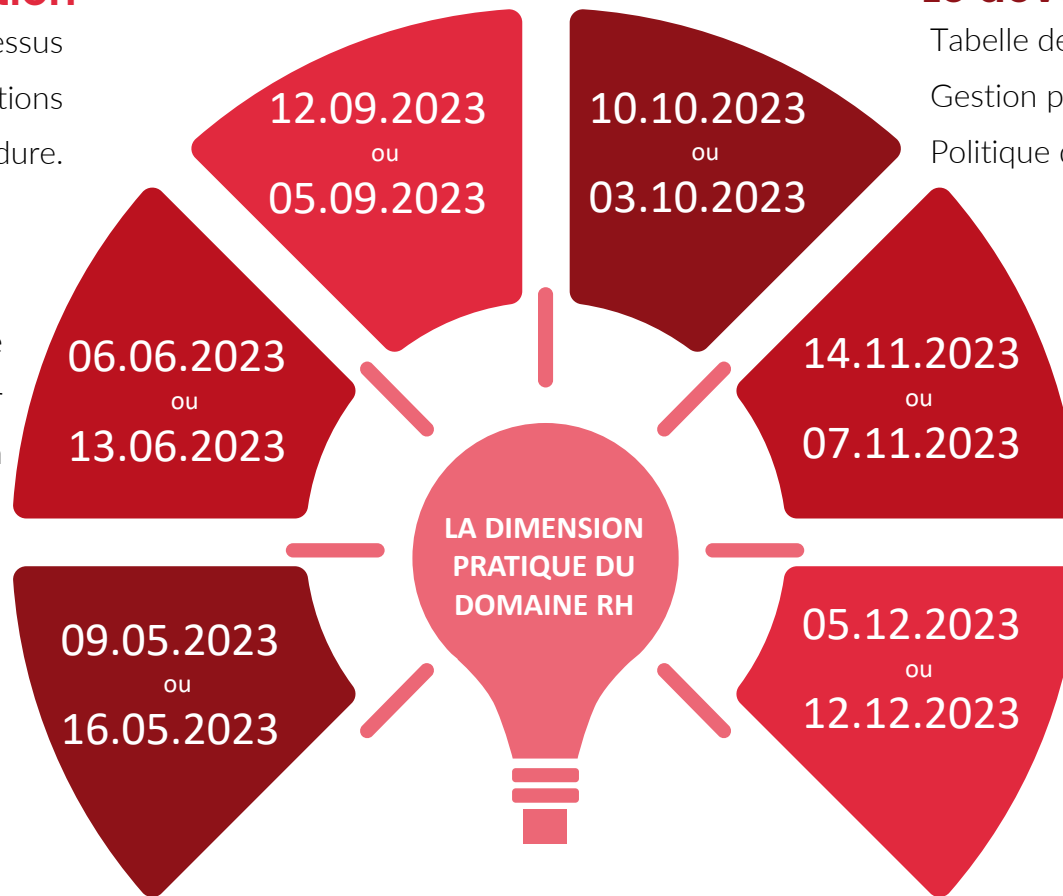 12.09.2023
ou
05.09.2023
10.10.2023
ou
03.10.2023
Tabelle de
Gestion p
Politique
essus
tions
dure.
06.06.2023
ou
13.06.2023
14.11.2023
ou
07.11.2023
LA DIMENSION
PRATIQUE DU
DOMAINE RH
09.05.2023
ou
16.05.2023
05.12.2023
ou
12.12.2023